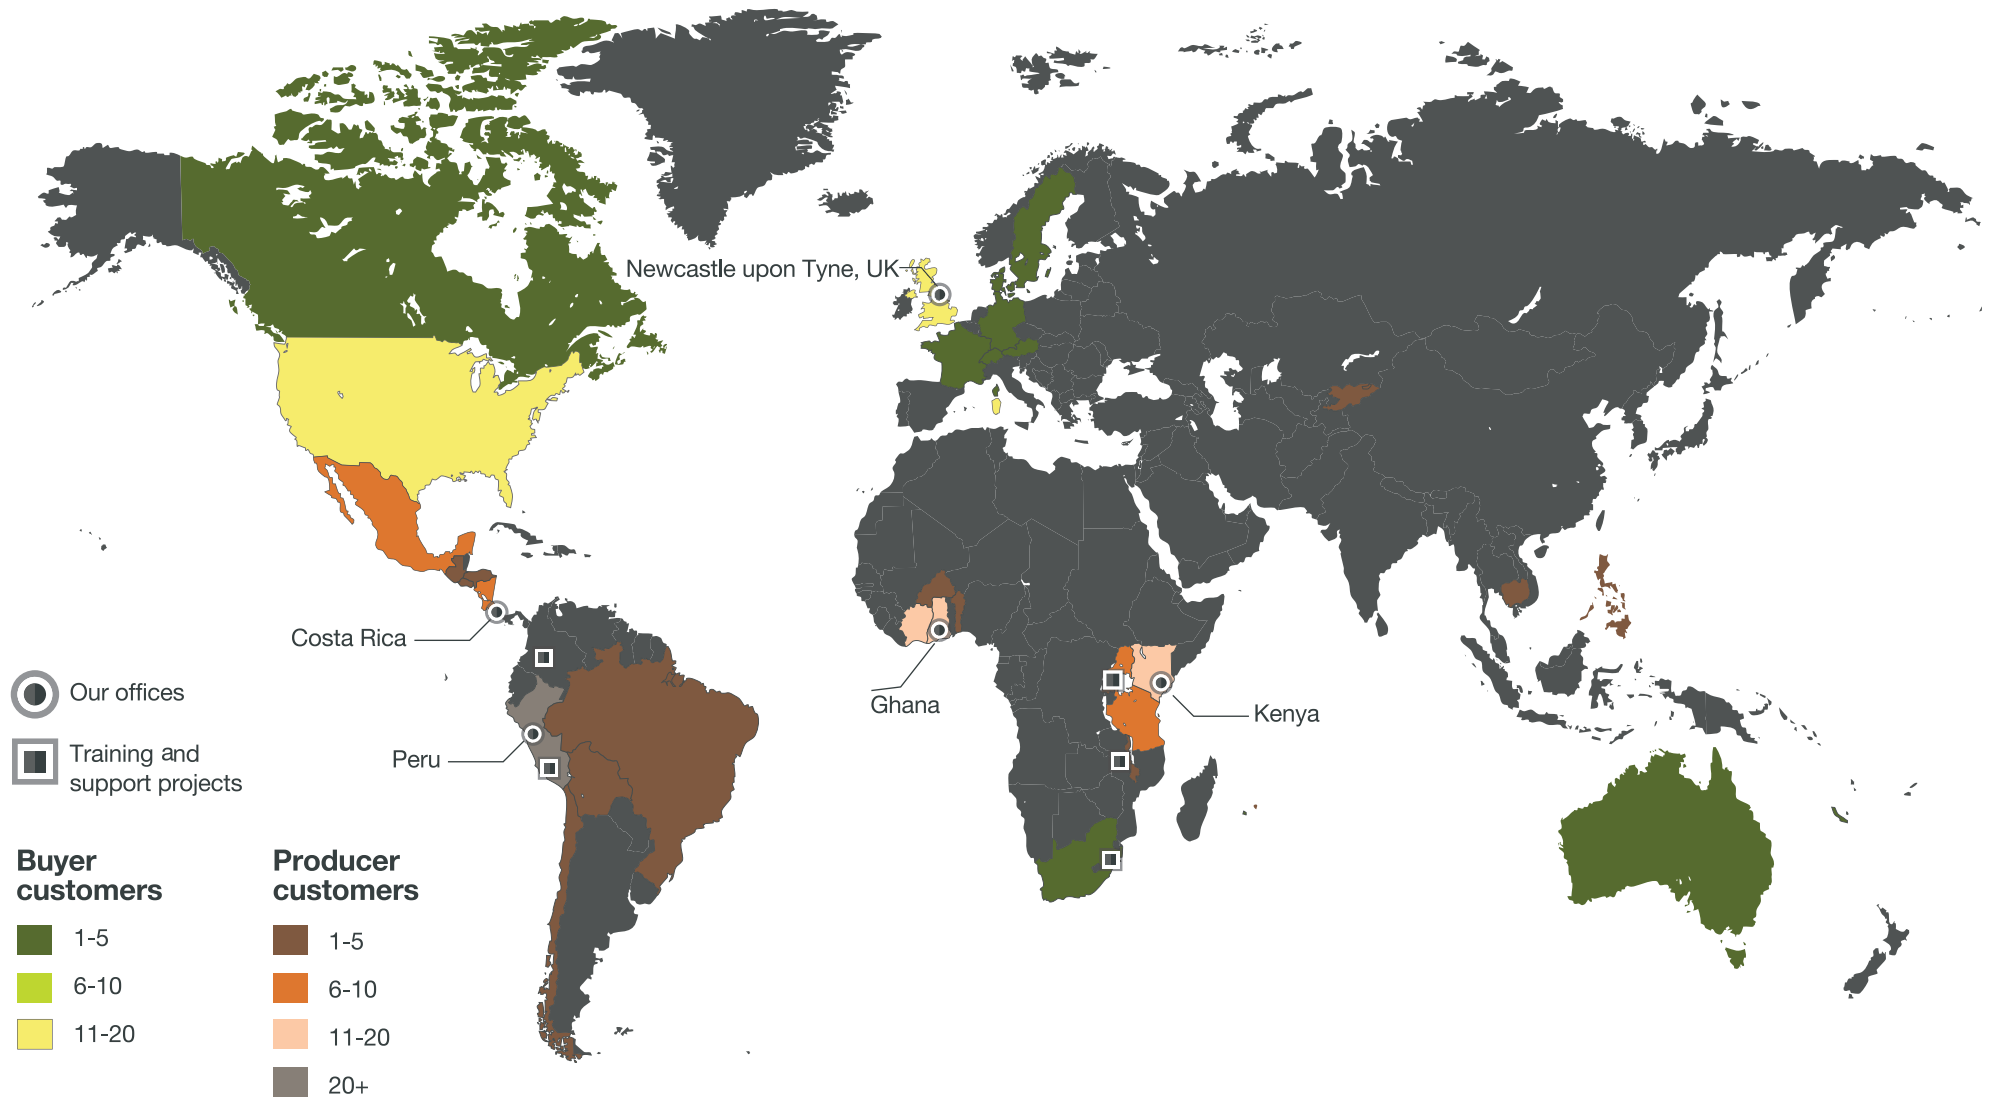 Newcastle upon Tyne, UK
Costa Rica
Ghana
Kenya
Peru
Our offices
Training and
support projects
Buyer
customers
1-5
6-10
11-20
Producer
customers
1-5
6-10
11-20
20+